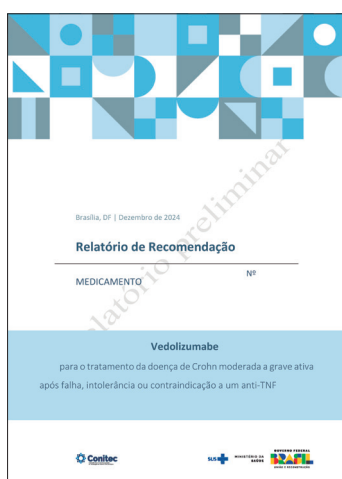 Brasília, DF | Dezembro de 2024
Relatório de Recomendação
Nº
MEDICAMENTO
Relatório preliminar
Vedolizumabe
para o tratamento da doença de Crohn moderada a grave ativa
após falha, intolerância ou contraindicação a um anti-TNF
Conitec
SUS
MINISTÉRIO DA
SAÚDE
GOVERNO FEDERAL
BRASIL
UNIÃO E RECONSTRUÇÃO